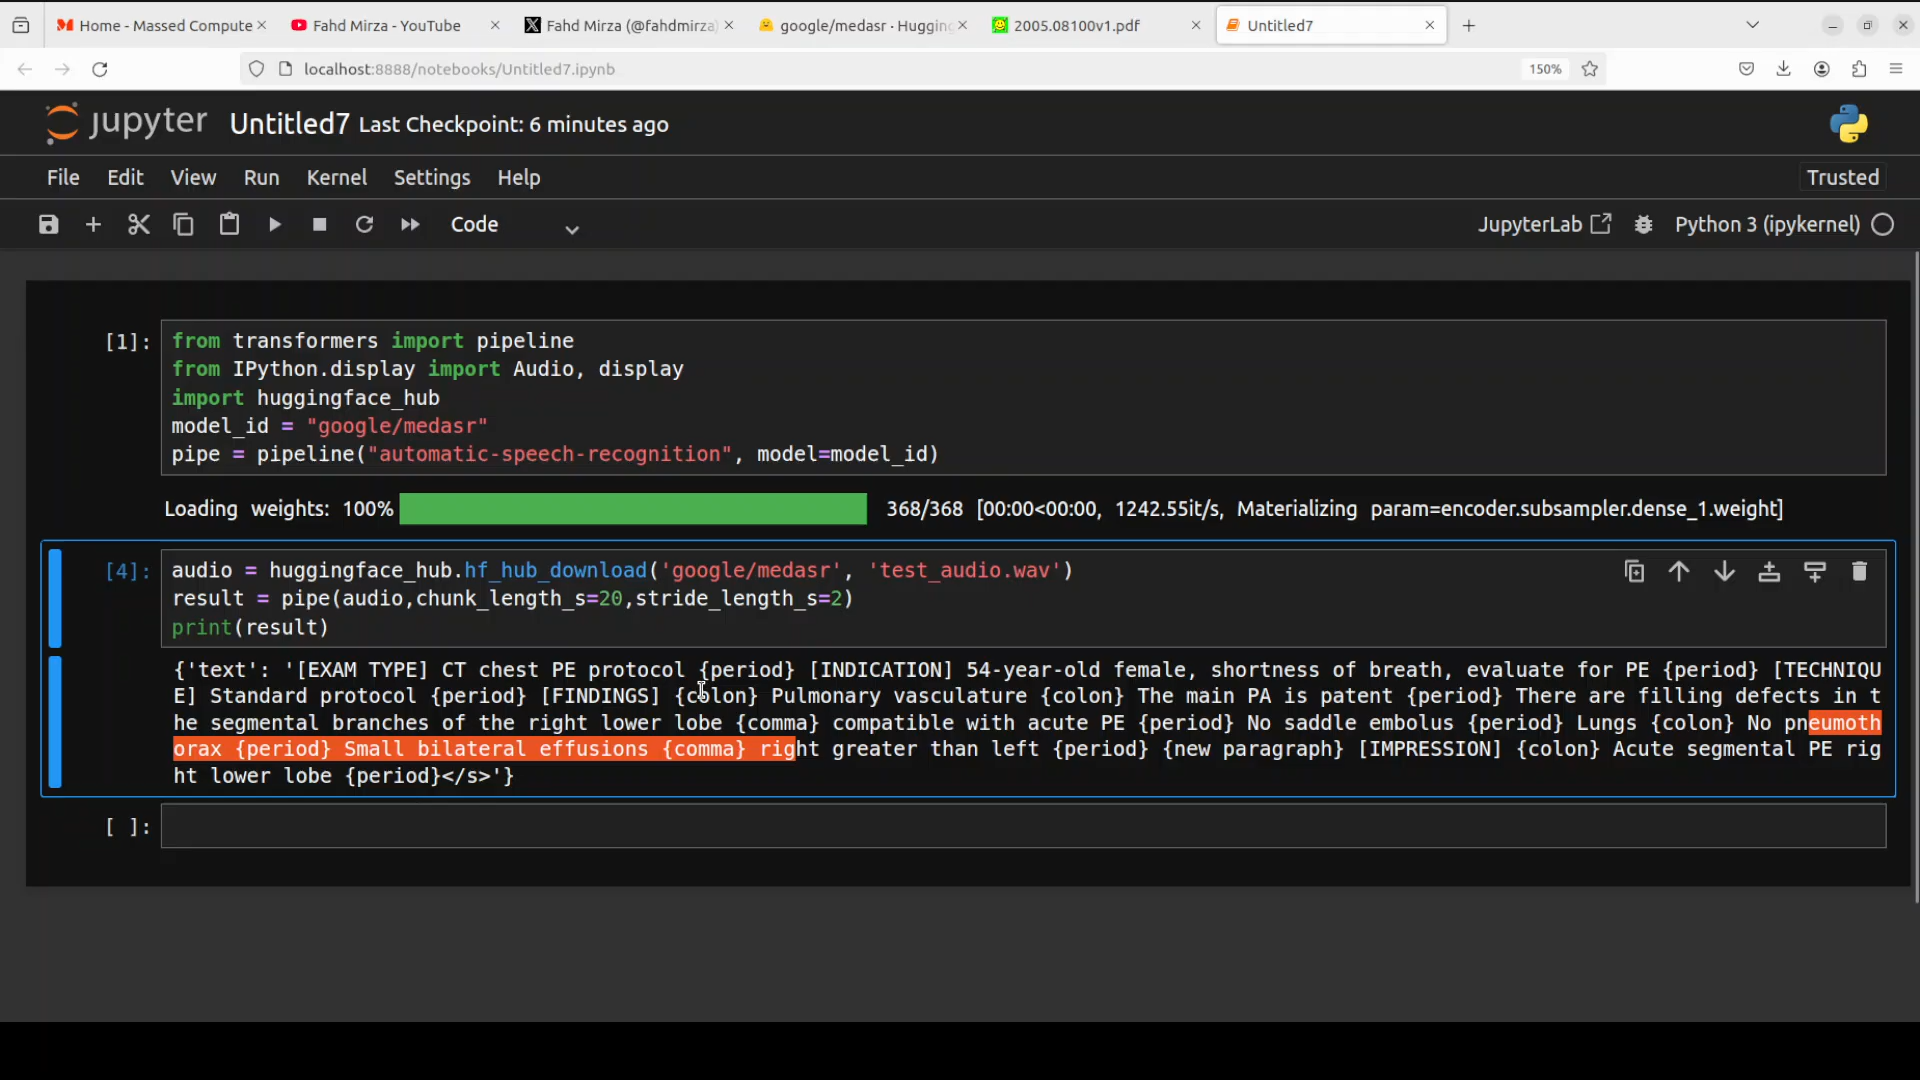 Home - Massed Compute
Fahd Mirza - YouTube
Fahd Mirza (@fahdmirza)
google/medasr · Hugging
2005.08100v1.pdf
Untitled7
localhost:8888/notebooks/Untitled7.ipynb
150%
jupyter Untitled7 Last Checkpoint: 6 minutes ago
File Edit View Run Kernel Settings Help
Trusted
Code
JupyterLab
Python 3 (ipykernel)
[1]:
from transformers import pipeline
from IPython.display import Audio, display
import huggingface_hub
model_id = "google/medasr"
pipe = pipeline("automatic-speech-recognition", model=model_id)
Loading weights: 100% 368/368 [00:00<00:00, 1242.55it/s, Materializing param=encoder.subsampler.dense_1.weight]
[4]:
audio = huggingface_hub.hf_hub_download('google/medasr', 'test_audio.wav')
result = pipe(audio,chunk_length_s=20,stride_length_s=2)
print(result)
{'text': '[EXAM TYPE] CT chest PE protocol {period} [INDICATION] 54-year-old female, shortness of breath, evaluate for PE {period} [TECHNIQU
E] Standard protocol {period} [FINDINGS] {colon} Pulmonary vasculature {colon} The main PA is patent {period} There are filling defects in t
he segmental branches of the right lower lobe {comma} compatible with acute PE {period} No saddle embolus {period} Lungs {colon} No pneumoth
orax {period} Small bilateral effusions {comma} right greater than left {period} {new paragraph} [IMPRESSION] {colon} Acute segmental PE rig
ht lower lobe {period}</s>'}
[ ]: